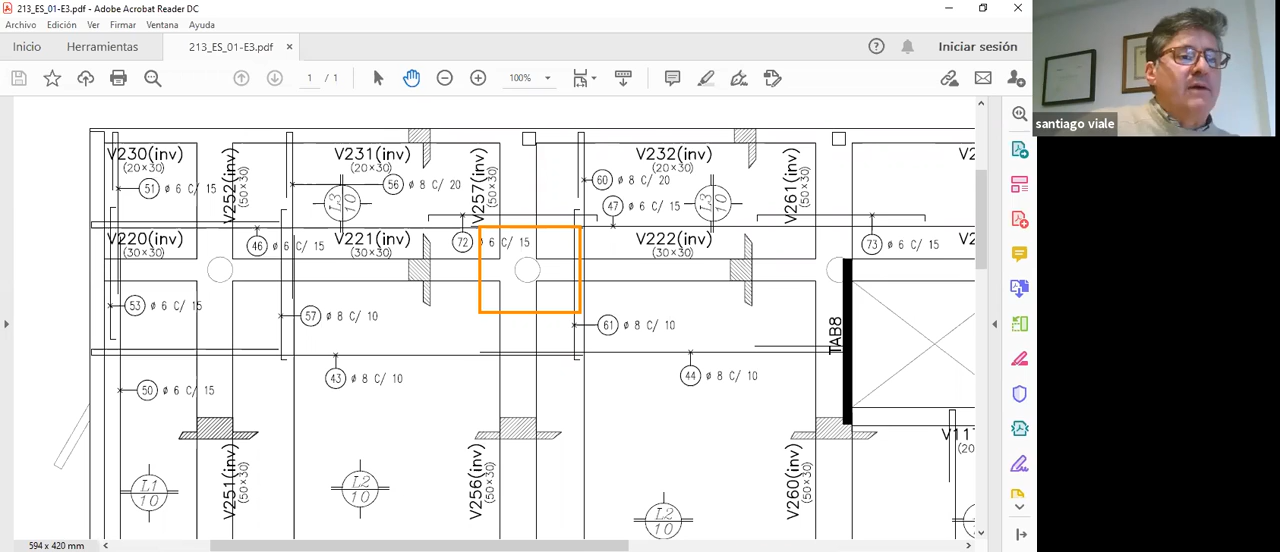 213_ES_01-E3.pdf - Adobe Acrobat Reader DC
Archivo Edición Ver Firmar Ventana Ayuda
Inicio Herramientas 213_ES_01-E3.pdf × Iniciar sesión
1 / 1 100%
santiago viale
V230(inv) (20×30)
V252(inv) (50×30)
V231(inv) (20×30)
V257(inv) (50×30)
V232(inv) (20×30)
V261(inv) (50×30)
51 ø 6 C/ 15
56 ø 8 C/ 20
60 ø 8 C/ 20
47 ø 6 C/ 15
L3 10
L3 10
V220(inv) (30×30)
46 ø 6 C/ 15
V221(inv) (30×30)
72 ø 6 C/ 15
V222(inv) (30×30)
73 ø 6 C/ 15
53 ø 6 C/ 15
57 ø 8 C/ 10
61 ø 8 C/ 10
TAB8
43 ø 8 C/ 10
44 ø 8 C/ 10
50 ø 6 C/ 15
V251(inv) (50×30)
V256(inv) (50×30)
V260(inv) (50×30)
L1 10
L2 10
L2 10
594 x 420 mm